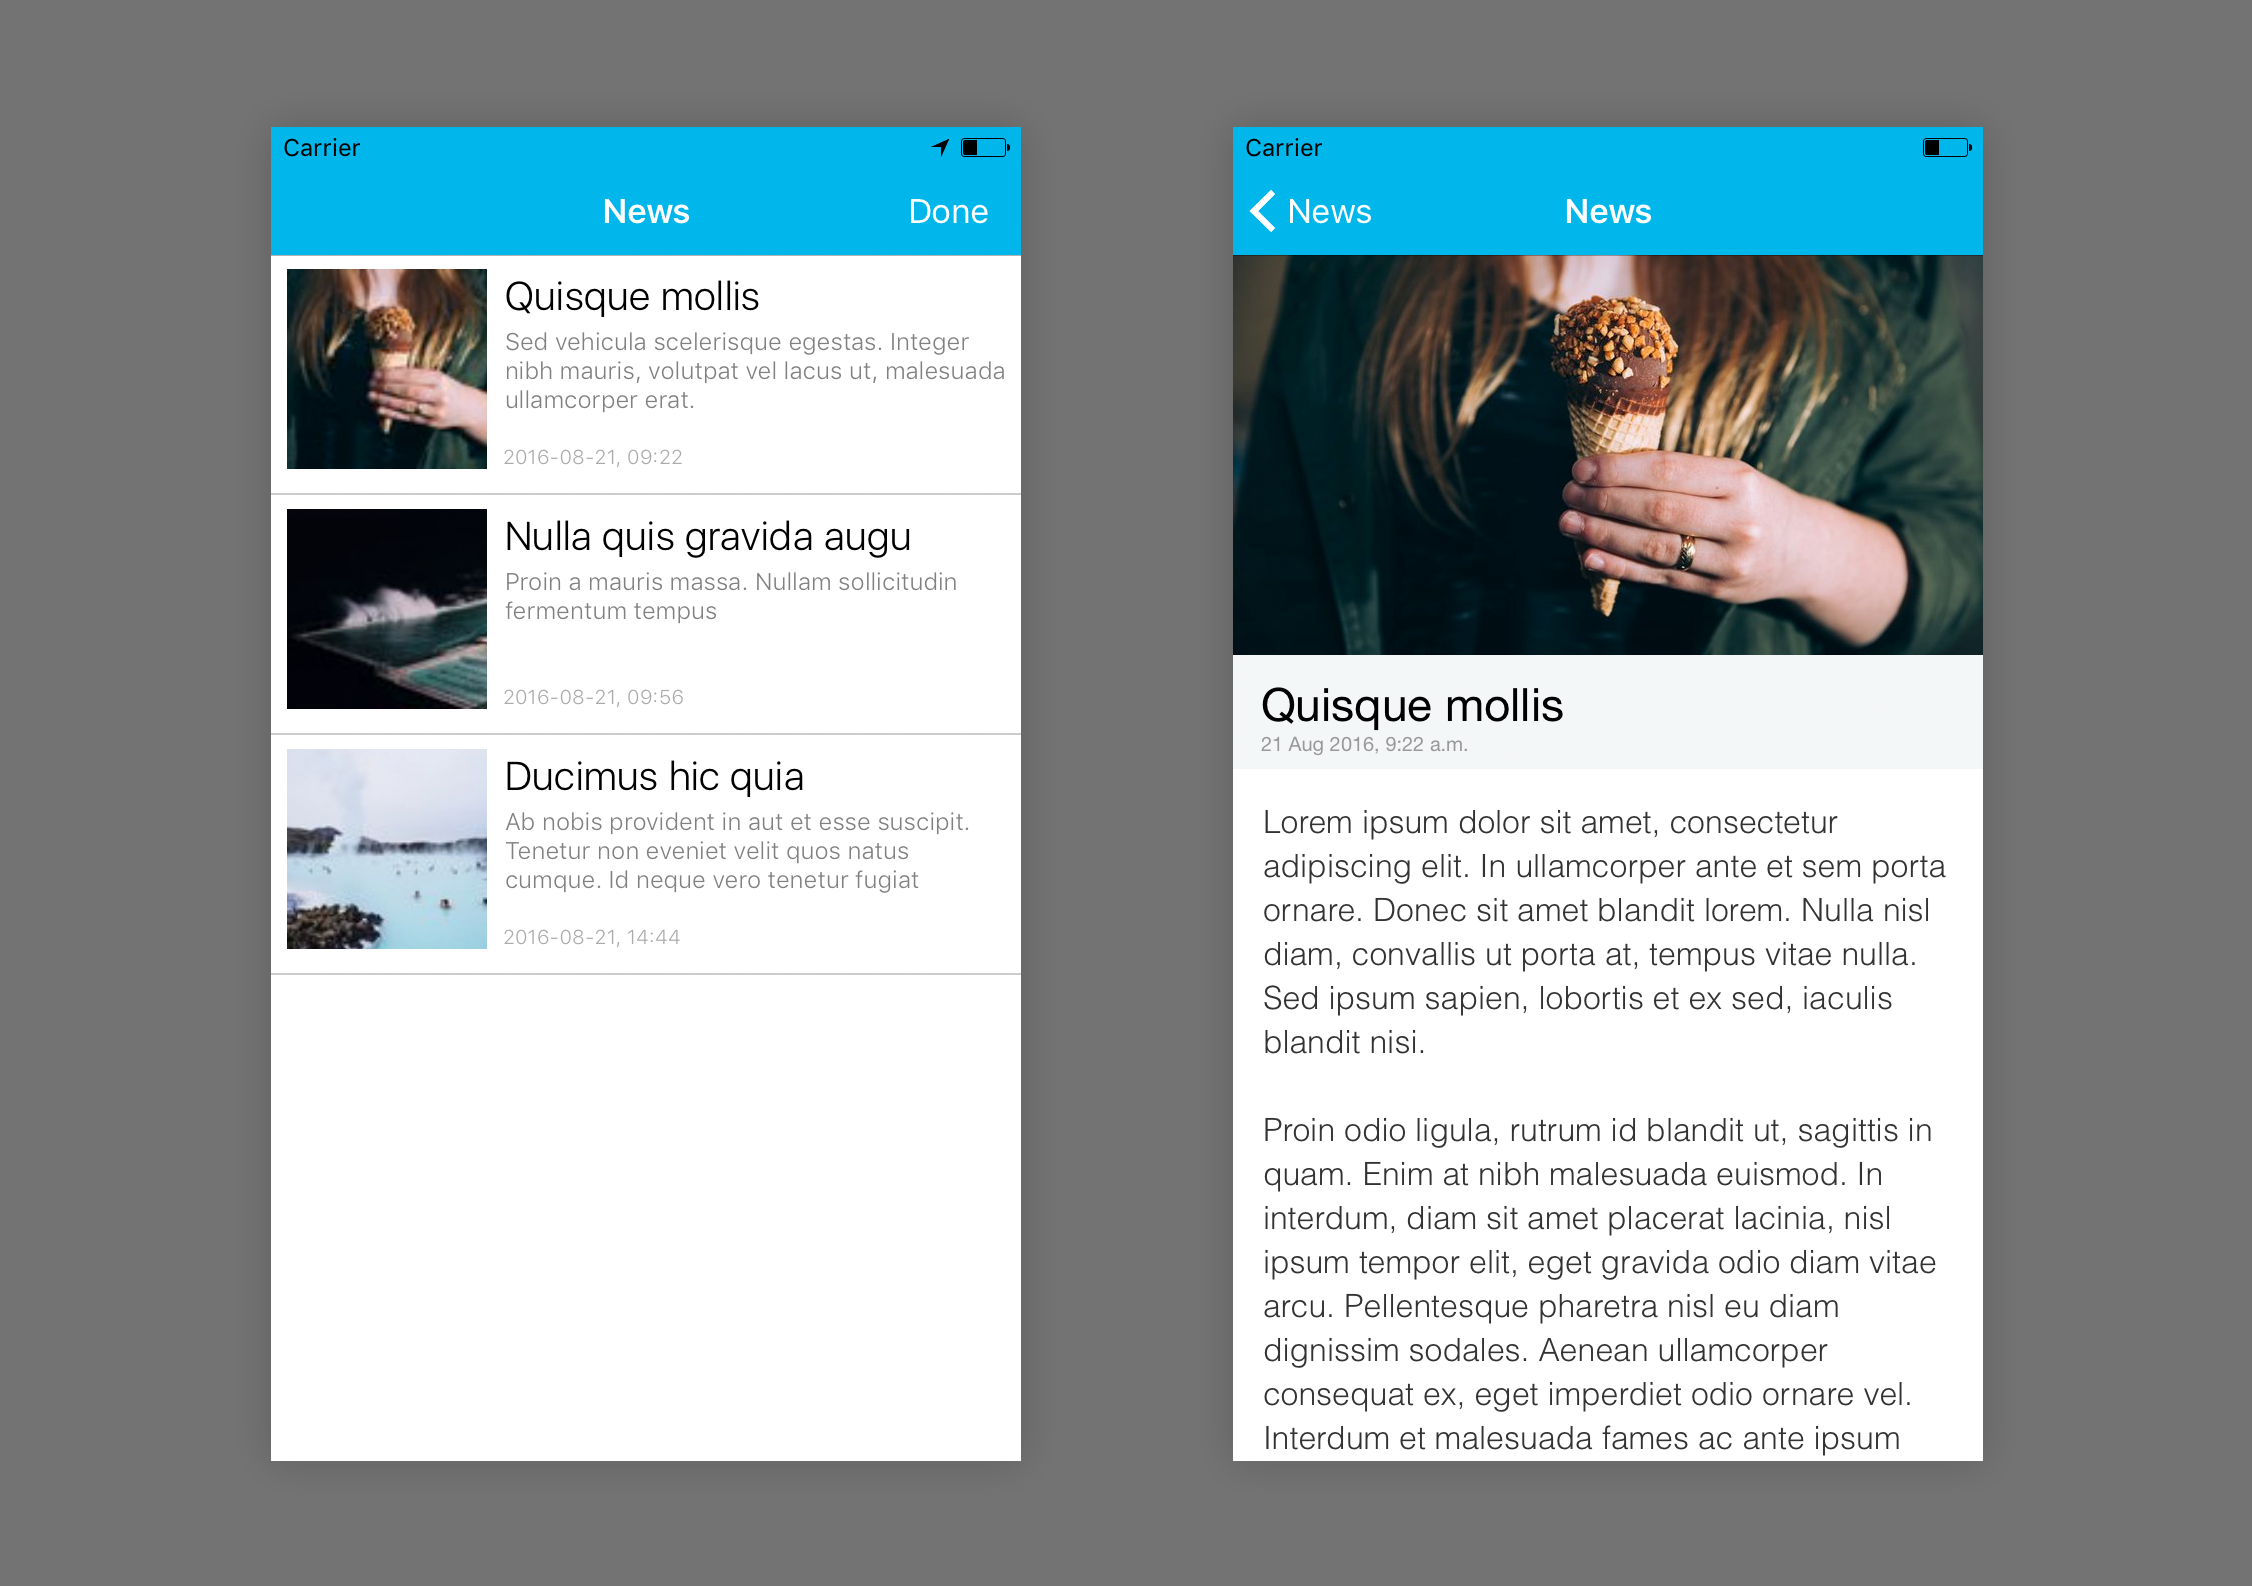 Carrier
News
Done
Quisque mollis
Sed vehicula scelerisque egestas. Integer
nibh mauris, volutpat vel lacus ut, malesuada
ullamcorper erat.
2016-08-21, 09:22
Nulla quis gravida augu
Proin a mauris massa. Nullam sollicitudin
fermentum tempus
2016-08-21, 09:56
Ducimus hic quia
Ab nobis provident in aut et esse suscipit.
Tenetur non eveniet velit quos natus
cumque. Id neque vero tenetur fugiat
2016-08-21, 14:44
Carrier
News
News
Quisque mollis
21 Aug 2016, 9:22 a.m.
Lorem ipsum dolor sit amet, consectetur
adipiscing elit. In ullamcorper ante et sem porta
ornare. Donec sit amet blandit lorem. Nulla nisl
diam, convallis ut porta at, tempus vitae nulla.
Sed ipsum sapien, lobortis et ex sed, iaculis
blandit nisi.
Proin odio ligula, rutrum id blandit ut, sagittis in
quam. Enim at nibh malesuada euismod. In
interdum, diam sit amet placerat lacinia, nisl
ipsum tempor elit, eget gravida odio diam vitae
arcu. Pellentesque pharetra nisl eu diam
dignissim sodales. Aenean ullamcorper
consequat ex, eget imperdiet odio ornare vel.
Interdum et malesuada fames ac ante ipsum